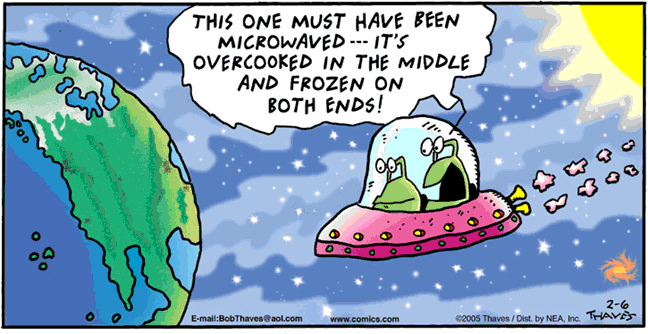 THIS ONE MUST HAVE BEEN
MICROWAVED --- IT'S
OVERCOOKED IN THE MIDDLE
AND FROZEN ON
BOTH ENDS!
2-6
THAVES
E-mail:BobThaves@aol.com www.comics.com ©2005 Thaves / Dist. by NEA, Inc.